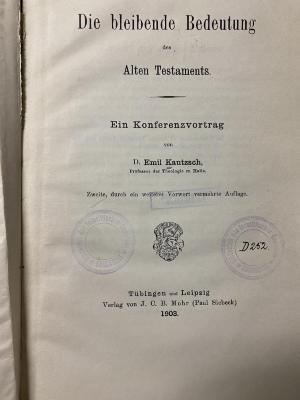 Die bleibende Bedeutung
des
Alten Testaments.
Ein Konferenzvortrag
von
D. Emil Kautzsch,
Professor der Theologie zu Halle.
Zweite, durch ein weiteres Vorwort vermehrte Auflage.
D252.
Tübingen und Leipzig
Verlag von J. C. B. Mohr (Paul Siebeck)
1903.